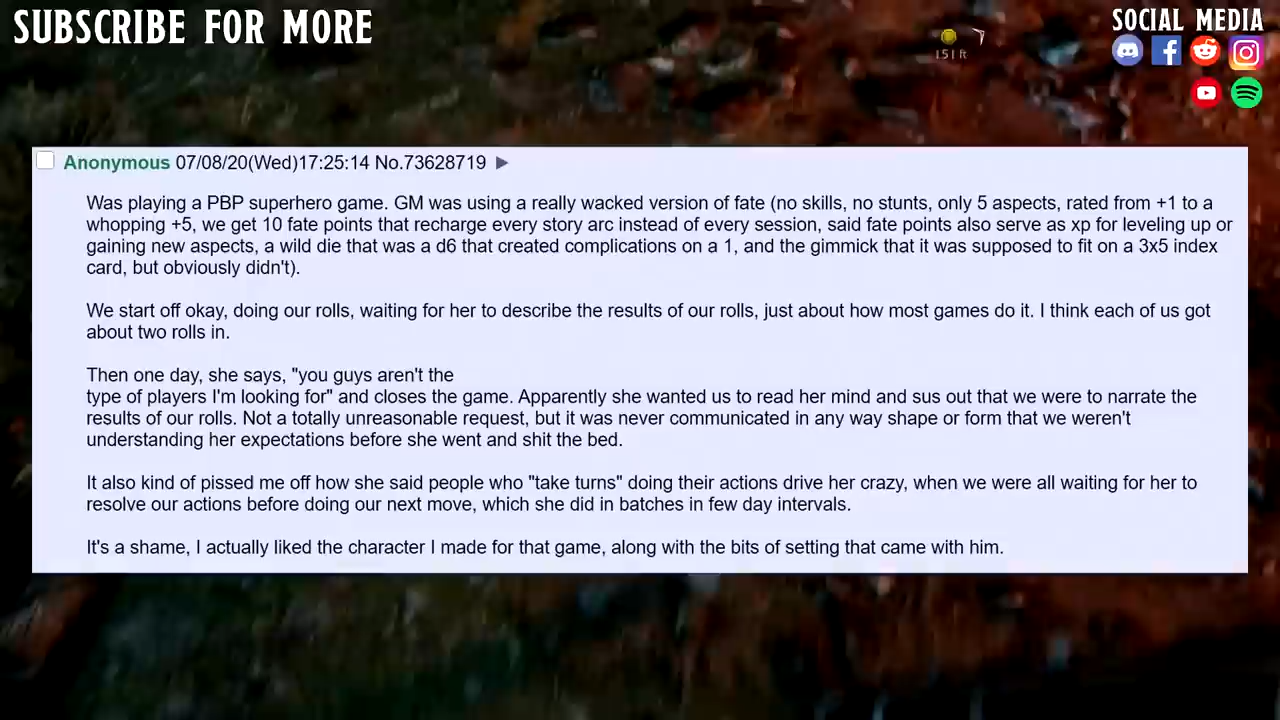 SUBSCRIBE FOR MORE
SOCIAL MEDIA
151 ft
Anonymous 07/08/20(Wed)17:25:14 No.73628719 ▶
Was playing a PBP superhero game. GM was using a really wacked version of fate (no skills, no stunts, only 5 aspects, rated from +1 to a
whopping +5, we get 10 fate points that recharge every story arc instead of every session, said fate points also serve as xp for leveling up or
gaining new aspects, a wild die that was a d6 that created complications on a 1, and the gimmick that it was supposed to fit on a 3x5 index
card, but obviously didn't).
We start off okay, doing our rolls, waiting for her to describe the results of our rolls, just about how most games do it. I think each of us got
about two rolls in.
Then one day, she says, "you guys aren't the
type of players I'm looking for" and closes the game. Apparently she wanted us to read her mind and sus out that we were to narrate the
results of our rolls. Not a totally unreasonable request, but it was never communicated in any way shape or form that we weren't
understanding her expectations before she went and shit the bed.
It also kind of pissed me off how she said people who "take turns" doing their actions drive her crazy, when we were all waiting for her to
resolve our actions before doing our next move, which she did in batches in few day intervals.
It's a shame, I actually liked the character I made for that game, along with the bits of setting that came with him.